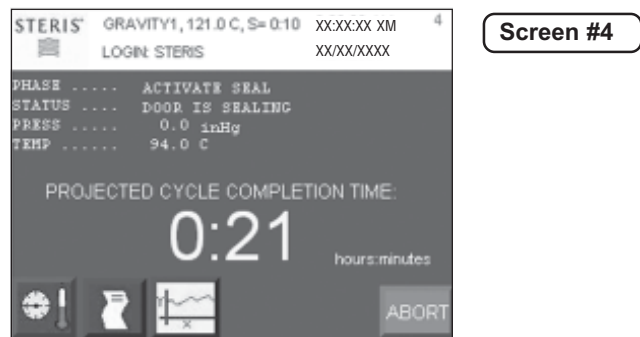 STERIS® GRAVITY1, 121.0 C, S= 0:10 XX:XX:XX XM 4
LOGIN: STERIS XX/XX/XXXX
Screen #4
PHASE ..... ACTIVATE SEAL
STATUS .... DOOR IS SEALING
PRESS ..... 0.0 inHg
TEMP ...... 94.0 C
PROJECTED CYCLE COMPLETION TIME:
0:21 hours:minutes
X
ABORT